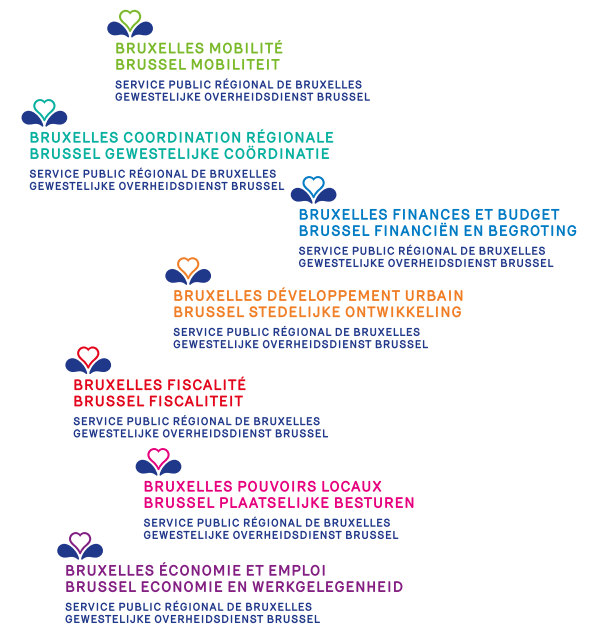 BRUXELLES MOBILITÉ
BRUSSEL MOBILITEIT
SERVICE PUBLIC RÉGIONAL DE BRUXELLES
GEWESTELIJKE OVERHEIDSDIENST BRUSSEL
BRUXELLES COORDINATION RÉGIONALE
BRUSSEL GEWESTELIJKE COÖRDINATIE
SERVICE PUBLIC RÉGIONAL DE BRUXELLES
GEWESTELIJKE OVERHEIDSDIENST BRUSSEL
BRUXELLES FINANCES ET BUDGET
BRUSSEL FINANCIËN EN BEGROTING
SERVICE PUBLIC RÉGIONAL DE BRUXELLES
GEWESTELIJKE OVERHEIDSDIENST BRUSSEL
BRUXELLES DÉVELOPPEMENT URBAIN
BRUSSEL STEDELIJKE ONTWIKKELING
SERVICE PUBLIC RÉGIONAL DE BRUXELLES
GEWESTELIJKE OVERHEIDSDIENST BRUSSEL
BRUXELLES FISCALITÉ
BRUSSEL FISCALITEIT
SERVICE PUBLIC RÉGIONAL DE BRUXELLES
GEWESTELIJKE OVERHEIDSDIENST BRUSSEL
BRUXELLES POUVOIRS LOCAUX
BRUSSEL PLAATSELIJKE BESTUREN
SERVICE PUBLIC RÉGIONAL DE BRUXELLES
GEWESTELIJKE OVERHEIDSDIENST BRUSSEL
BRUXELLES ÉCONOMIE ET EMPLOI
BRUSSEL ECONOMIE EN WERKGELEGENHEID
SERVICE PUBLIC RÉGIONAL DE BRUXELLES
GEWESTELIJKE OVERHEIDSDIENST BRUSSEL